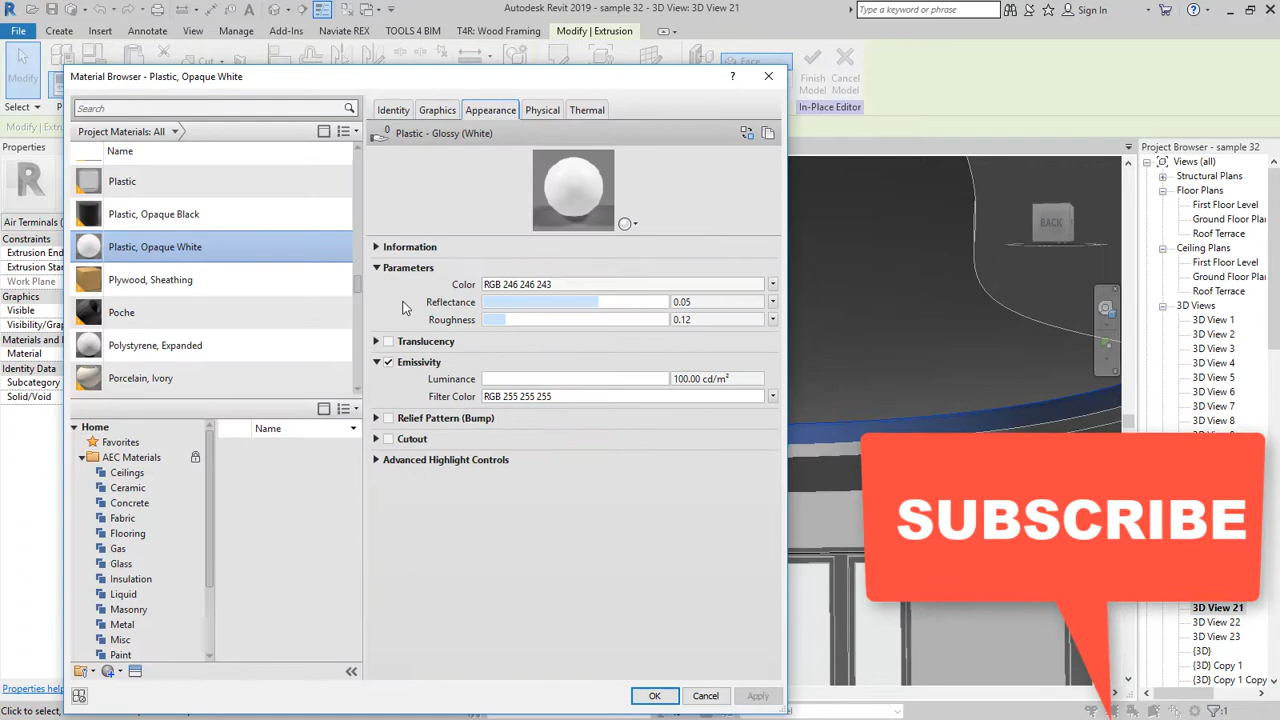 Autodesk Revit 2019 - sample 32 - 3D View: 3D View 21
Type a keyword or phrase
Sign In
File
Create
Insert
Annotate
View
Manage
Add-Ins
Naviate REX
TOOLS 4 BIM
T4R: Wood Framing
Modify | Extrusion
Modify
Select
Face
Finish
Model
Cancel
Model
In-Place Editor
Modify |
Properties
R
Air Terminals (
Constraints
Extrusion End
Extrusion Start
Work Plane
Graphics
Visible
Visibility/Grap
Materials and
Material
Identity Data
Subcategory
Solid/Void
Properties help
Click to select,
Material Browser - Plastic, Opaque White
?
Search
Project Materials: All
Name
Plastic
Plastic, Opaque Black
Plastic, Opaque White
Plywood, Sheathing
Poche
Polystyrene, Expanded
Porcelain, Ivory
Home
Favorites
AEC Materials
Ceilings
Ceramic
Concrete
Fabric
Flooring
Gas
Glass
Insulation
Liquid
Masonry
Metal
Misc
Paint
Name
Identity
Graphics
Appearance
Physical
Thermal
0
Plastic - Glossy (White)
Information
Parameters
Color RGB 246 246 243
Reflectance 0.05
Roughness 0.12
Translucency
Emissivity
Luminance 100.00 cd/m²
Filter Color RGB 255 255 255
Relief Pattern (Bump)
Cutout
Advanced Highlight Controls
OK
Cancel
Apply
BACK
Project Browser - sample 32
Views (all)
Structural Plans
Floor Plans
First Floor Level
Ground Floor Plan
Roof Terrace
Ceiling Plans
First Floor Level
Ground Floor Plan
Roof Terrace
3D Views
3D View 1
3D View 2
3D View 3
3D View 4
3D View 5
3D View 6
3D View 7
3D View 8
3D View 21
3D View 22
3D View 23
{3D}
{3D} Copy 1
{3D} Copy 1 Copy
:1
SUBSCRIBE